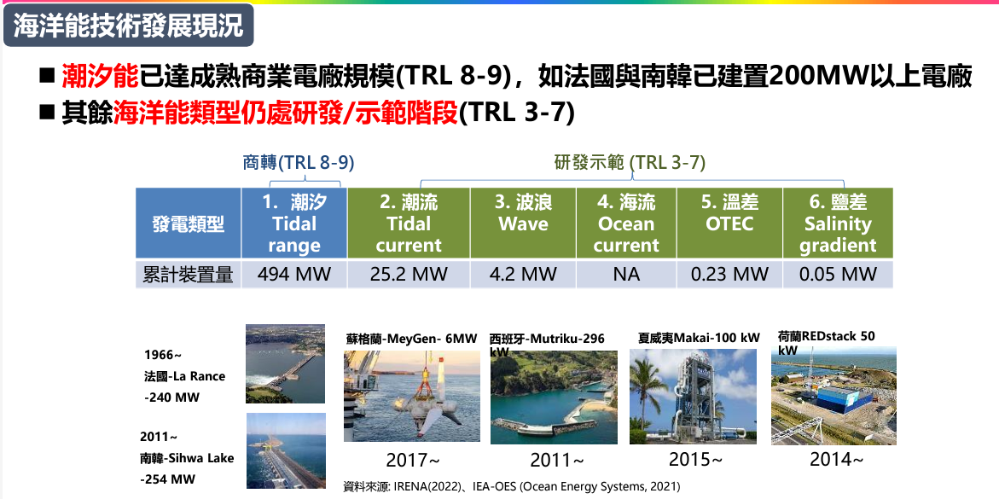 海洋能技術發展現況
■ 潮汐能已達成熟商業電廠規模(TRL 8-9)，如法國與南韓已建置200MW以上電廠
■ 其餘海洋能類型仍處研發/示範階段(TRL 3-7)
商轉(TRL 8-9)
研發示範 (TRL 3-7)
發電類型
1. 潮汐
Tidal
range
2. 潮流
Tidal
current
3. 波浪
Wave
4. 海流
Ocean
current
5. 溫差
OTEC
6. 鹽差
Salinity
gradient
累計裝置量
494 MW
25.2 MW
4.2 MW
NA
0.23 MW
0.05 MW
1966~
法國-La Rance
-240 MW
2011~
南韓-Sihwa Lake
-254 MW
蘇格蘭-MeyGen- 6MW
2017~
西班牙-Mutriku-296
kW
2011~
夏威夷Makai-100 kW
2015~
荷蘭REDstack 50
kW
2014~
資料來源: IRENA(2022)、IEA-OES (Ocean Energy Systems, 2021)